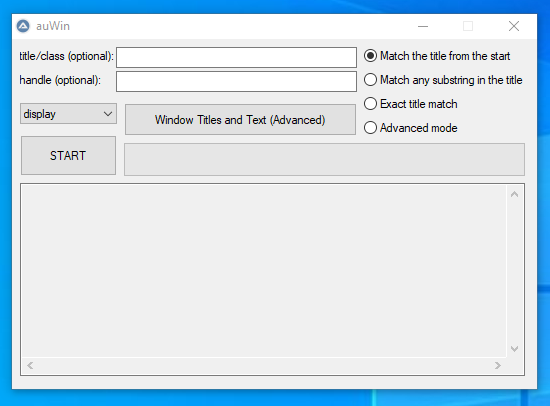 auWin
title/class (optional):
Match the title from the start
handle (optional):
Match any substring in the title
Exact title match
display
Window Titles and Text (Advanced)
Advanced mode
START